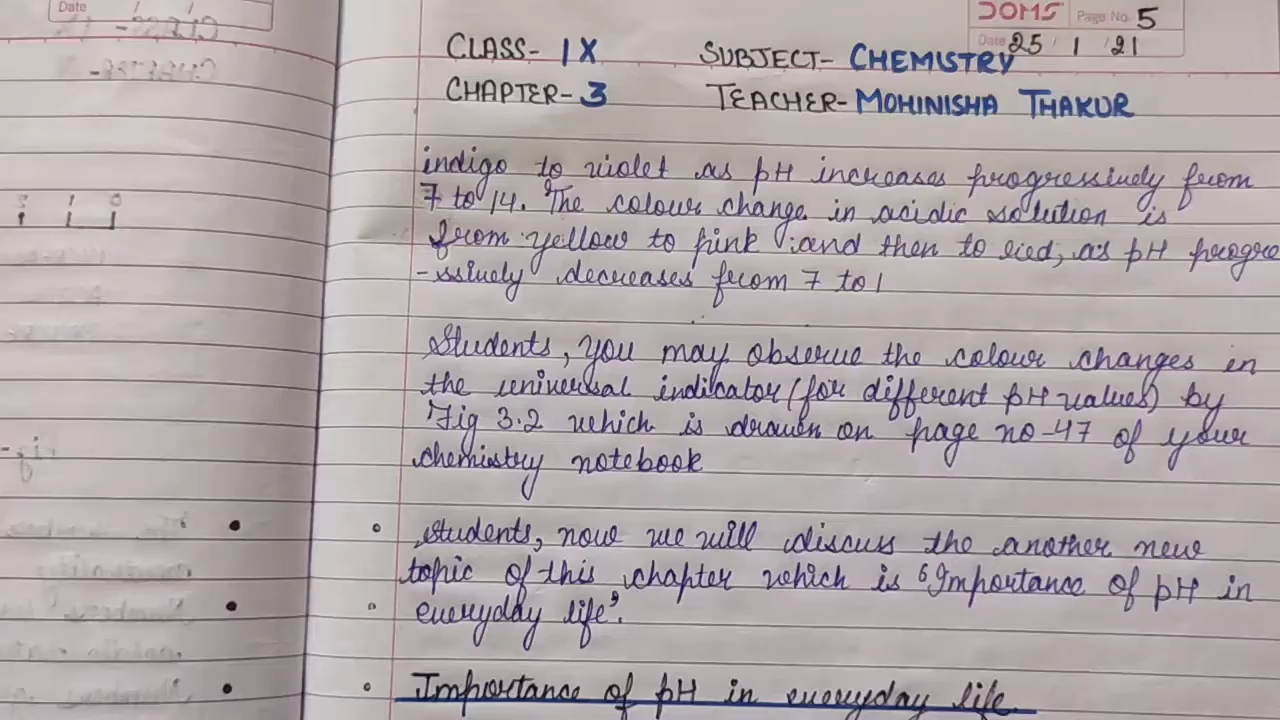 Date / /
DOMS Page No. 5
Date 25 / 1 / 21
CLASS- IX SUBJECT- CHEMISTRY
CHAPTER- 3 TEACHER- MOHINISHA THAKUR
indigo to violet as pH increases progressively from
7 to 14. The colour change in acidic solution is
from yellow to pink and then to red, as pH progre
-ssively decreases from 7 to 1
Students, you may observe the colour changes in
the universal indicator (for different pH values) by
Fig 3.2 which is drawn on page no-47 of your
chemistry notebook
students, now we will discuss the another new
topic of this chapter which is 'Importance of pH in
everyday life'.
Importance of pH in everyday life.